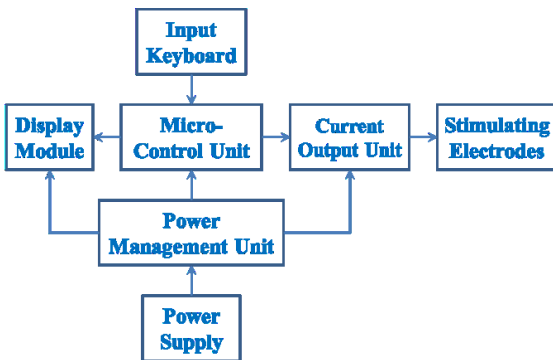 Input
Keyboard
Display
Module
Micro-
Control Unit
Current
Output Unit
Stimulating
Electrodes
Power
Management Unit
Power
Supply